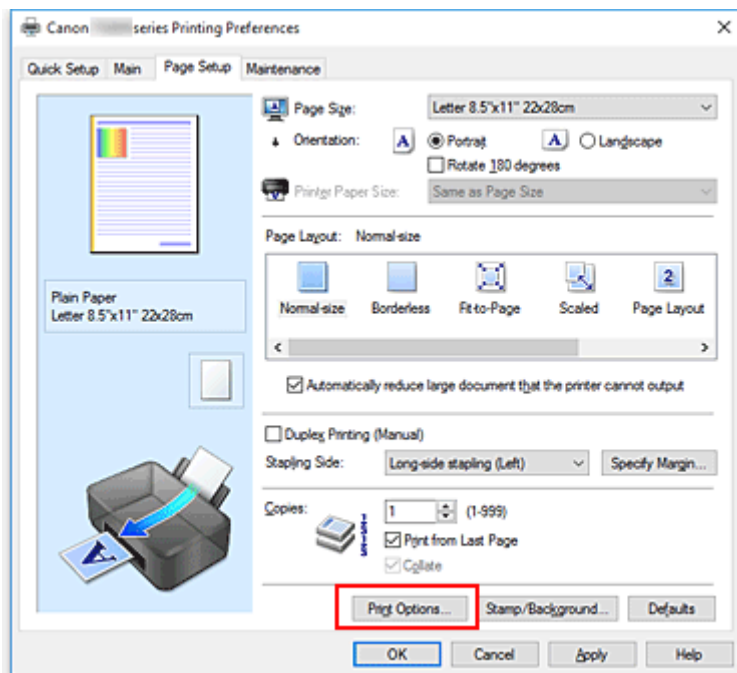 Canon series Printing Preferences
Quick Setup Main Page Setup Maintenance
Page Size: Letter 8.5"x11" 22x28cm
Orientation: A Portrait A Landscape
Rotate 180 degrees
Printer Paper Size: Same as Page Size
Page Layout: Normal-size
2
Normal-size Borderless Fit-to-Page Scaled Page Layout
Plain Paper
Letter 8.5"x11" 22x28cm
Automatically reduce large document that the printer cannot output
Duplex Printing (Manual)
Stapling Side: Long-side stapling (Left) Specify Margin...
Copies: 1 (1-999)
Print from Last Page
Collate
A
Print Options... Stamp/Background... Defaults
OK Cancel Apply Help